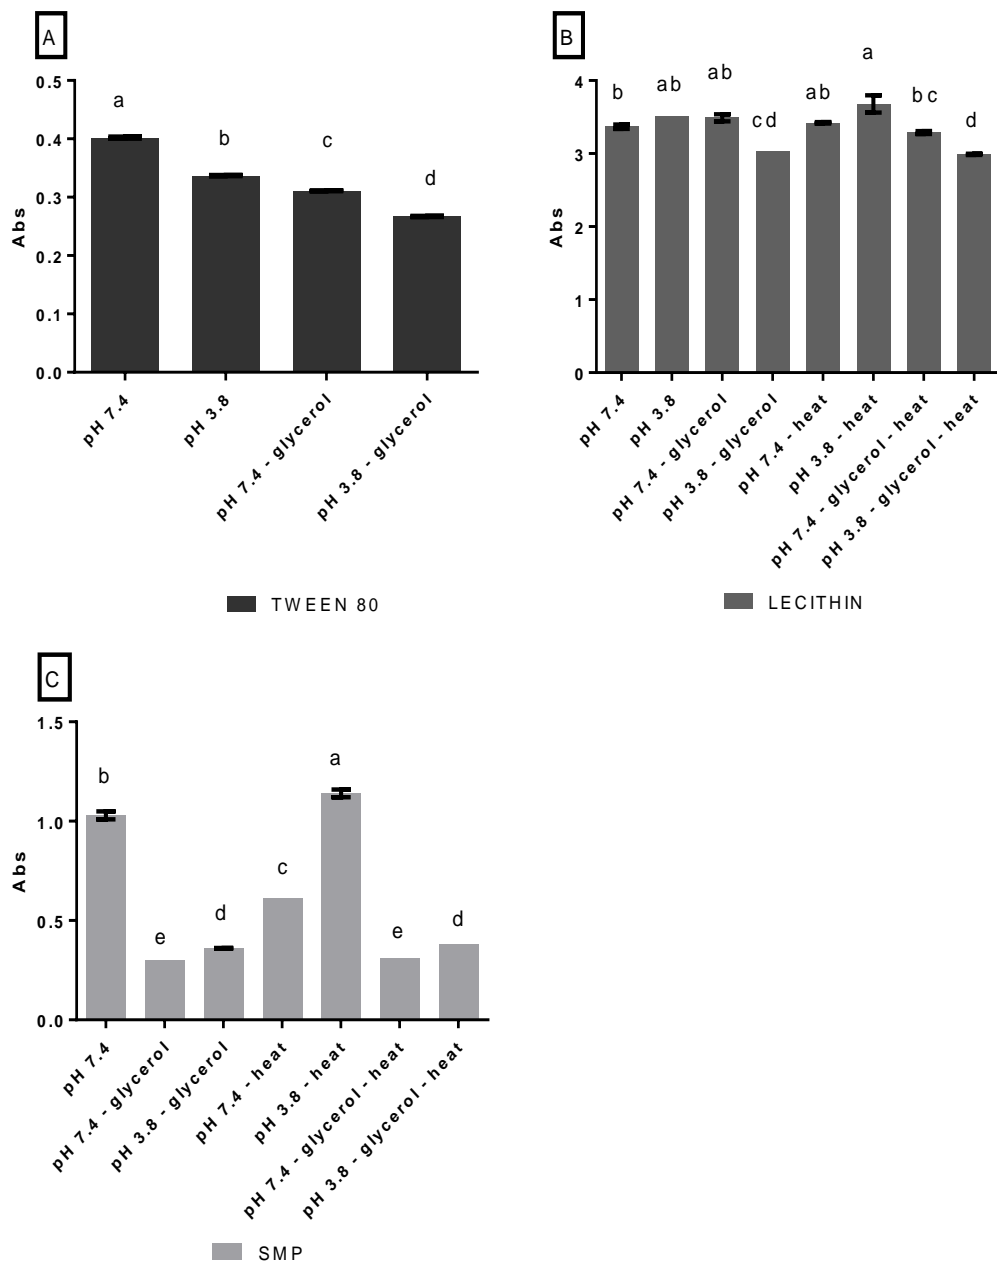 A
0.5
0.4
0.3
0.2
0.1
0.0
Abs
a
b
c
d
pH 7.4
pH 3.8
pH 7.4 - glycerol
pH 3.8 - glycerol
TWEEN 80
B
4
3
2
1
0
Abs
b
ab
ab
cd
ab
a
bc
d
pH 7.4
pH 3.8
pH 7.4 - glycerol
pH 3.8 - glycerol
pH 7.4 - heat
pH 3.8 - heat
pH 7.4 - glycerol - heat
pH 3.8 - glycerol - heat
LECITHIN
C
1.5
1.0
0.5
0.0
Abs
b
e
d
c
a
e
d
pH 7.4
pH 7.4 - glycerol
pH 3.8 - glycerol
pH 7.4 - heat
pH 3.8 - heat
pH 7.4 - glycerol - heat
pH 3.8 - glycerol - heat
SMP